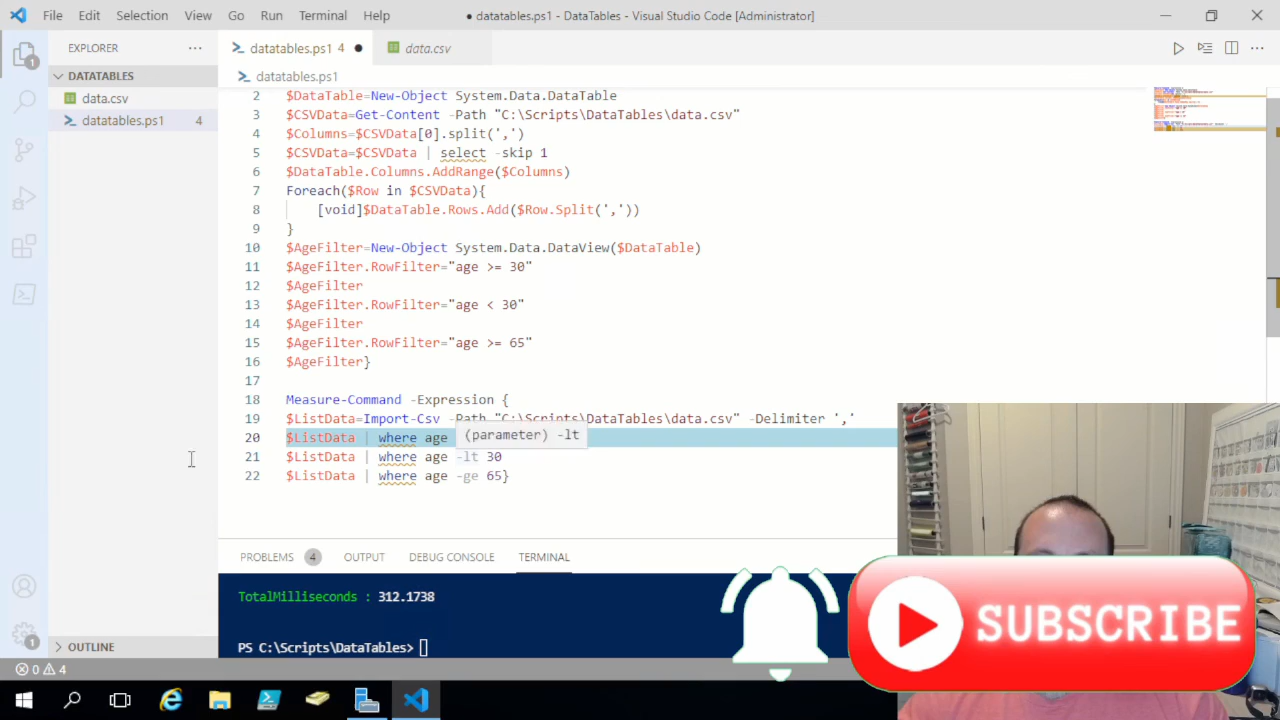 File Edit Selection View Go Run Terminal Help
● datatables.ps1 - DataTables - Visual Studio Code [Administrator]
EXPLORER ···
datatables.ps1 4 ●
data.csv
1
DATATABLES
data.csv
datatables.ps1 4
datatables.ps1
2 $DataTable=New-Object System.Data.DataTable
3 $CSVData=Get-Content -Path "C:\Scripts\DataTables\data.csv"
4 $Columns=$CSVData[0].split(',')
5 $CSVData=$CSVData | select -skip 1
6 $DataTable.Columns.AddRange($Columns)
7 Foreach($Row in $CSVData){
8 [void]$DataTable.Rows.Add($Row.Split(','))
9 }
10 $AgeFilter=New-Object System.Data.DataView($DataTable)
11 $AgeFilter.RowFilter="age >= 30"
12 $AgeFilter
13 $AgeFilter.RowFilter="age < 30"
14 $AgeFilter
15 $AgeFilter.RowFilter="age >= 65"
16 $AgeFilter}
17
18 Measure-Command -Expression {
19 $ListData=Import-Csv -Path "C:\Scripts\DataTables\data.csv" -Delimiter ','
20 $ListData | where age
(parameter) -lt
21 $ListData | where age -lt 30
22 $ListData | where age -ge 65}
PROBLEMS 4 OUTPUT DEBUG CONSOLE TERMINAL
TotalMilliseconds : 312.1738
PS C:\Scripts\DataTables>
1
OUTLINE
0 4
SUBSCRIBE